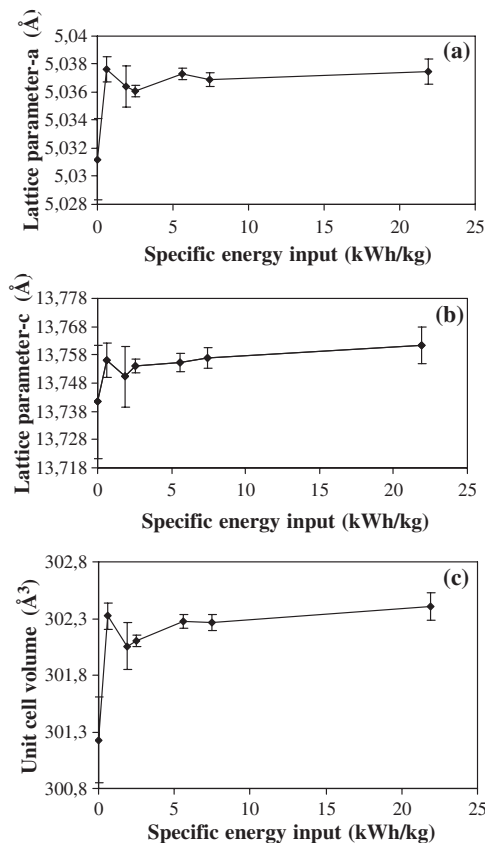 (a)
Lattice parameter-a (Å)
5,04
5,038
5,036
5,034
5,032
5,03
5,028
0 5 10 15 20 25
Specific energy input (kWh/kg)
(b)
Lattice parameter-c (Å)
13,778
13,768
13,758
13,748
13,738
13,728
13,718
0 5 10 15 20 25
Specific energy input (kWh/kg)
(c)
Unit cell volume (Å3)
302,8
302,3
301,8
301,3
300,8
0 5 10 15 20 25
Specific energy input (kWh/kg)